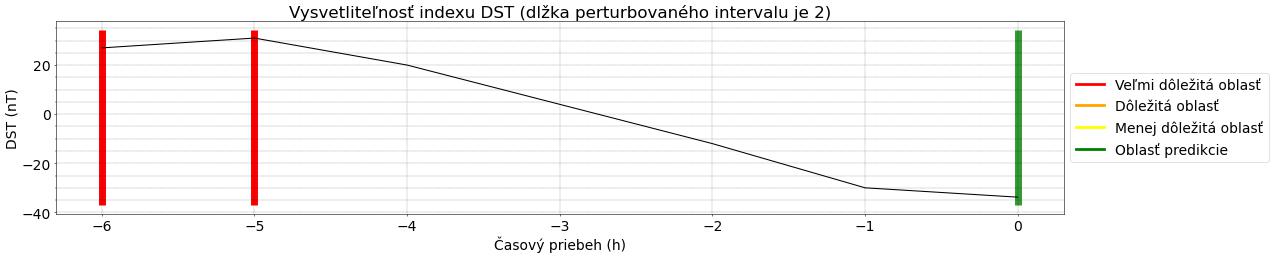 Vysvetliteľnosť indexu DST (dĺžka perturbovaného intervalu je 2)
DST (nT)
20
0
−20
−40
−6
−5
−4
−3
−2
−1
0
Časový priebeh (h)
Veľmi dôležitá oblasť
Dôležitá oblasť
Menej dôležitá oblasť
Oblasť predikcie